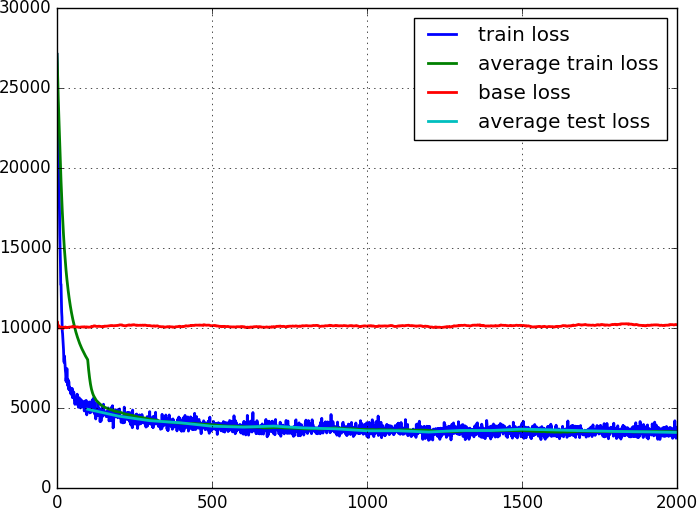 30000
25000
20000
15000
10000
5000
0
0 500 1000 1500 2000
train loss
average train loss
base loss
average test loss